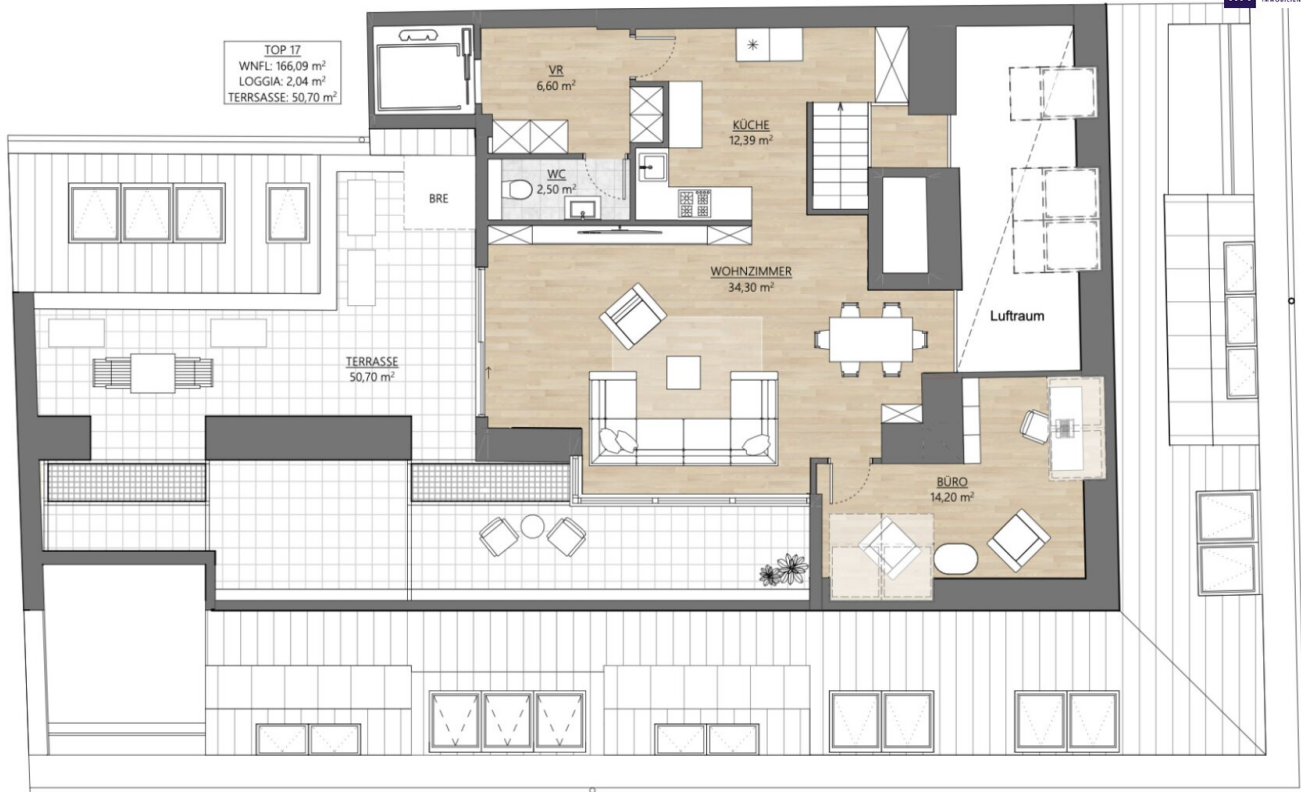 IMMOBILIEN
TOP 17
WNFL: 166,09 m²
LOGGIA: 2,04 m²
TERRSASSE: 50,70 m²
VR
6,60 m²
KÜCHE
12,39 m²
WC
2,50 m²
BRE
WOHNZIMMER
34,30 m²
Luftraum
TERRASSE
50,70 m²
BÜRO
14,20 m²